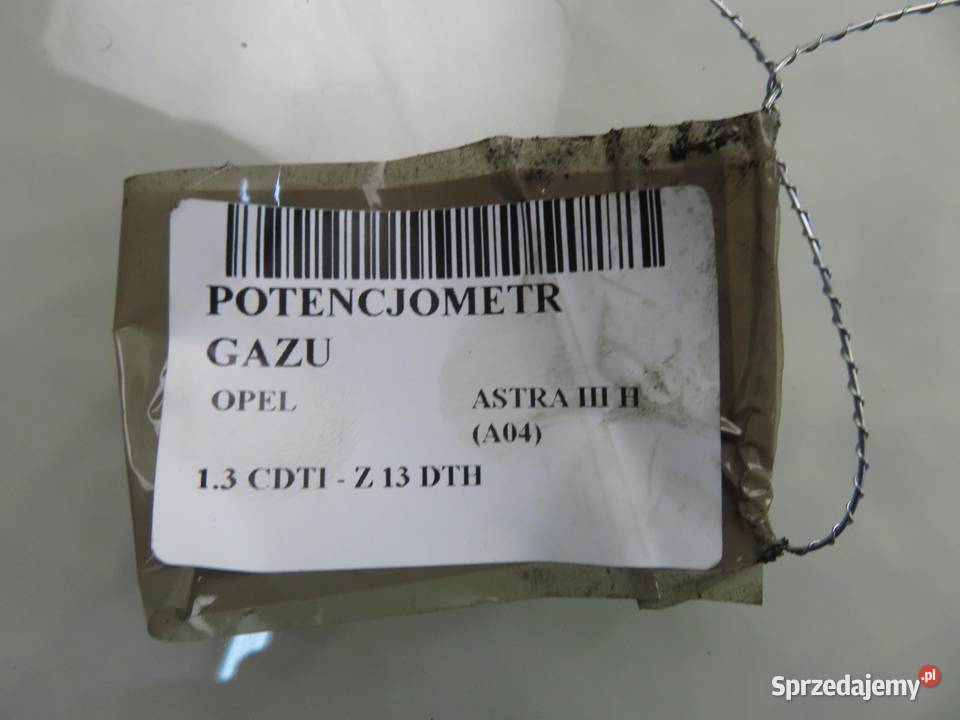 POTENCJOMETR
GAZU
OPEL ASTRA III H
(A04)
1.3 CDTI - Z 13 DTH
Sprzedajemy.pl